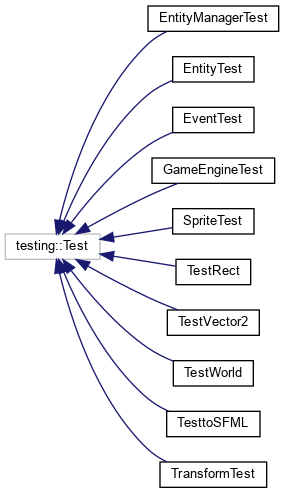 EntityManagerTest
EntityTest
EventTest
GameEngineTest
SpriteTest
testing::Test
TestRect
TestVector2
TestWorld
TesttoSFML
TransformTest